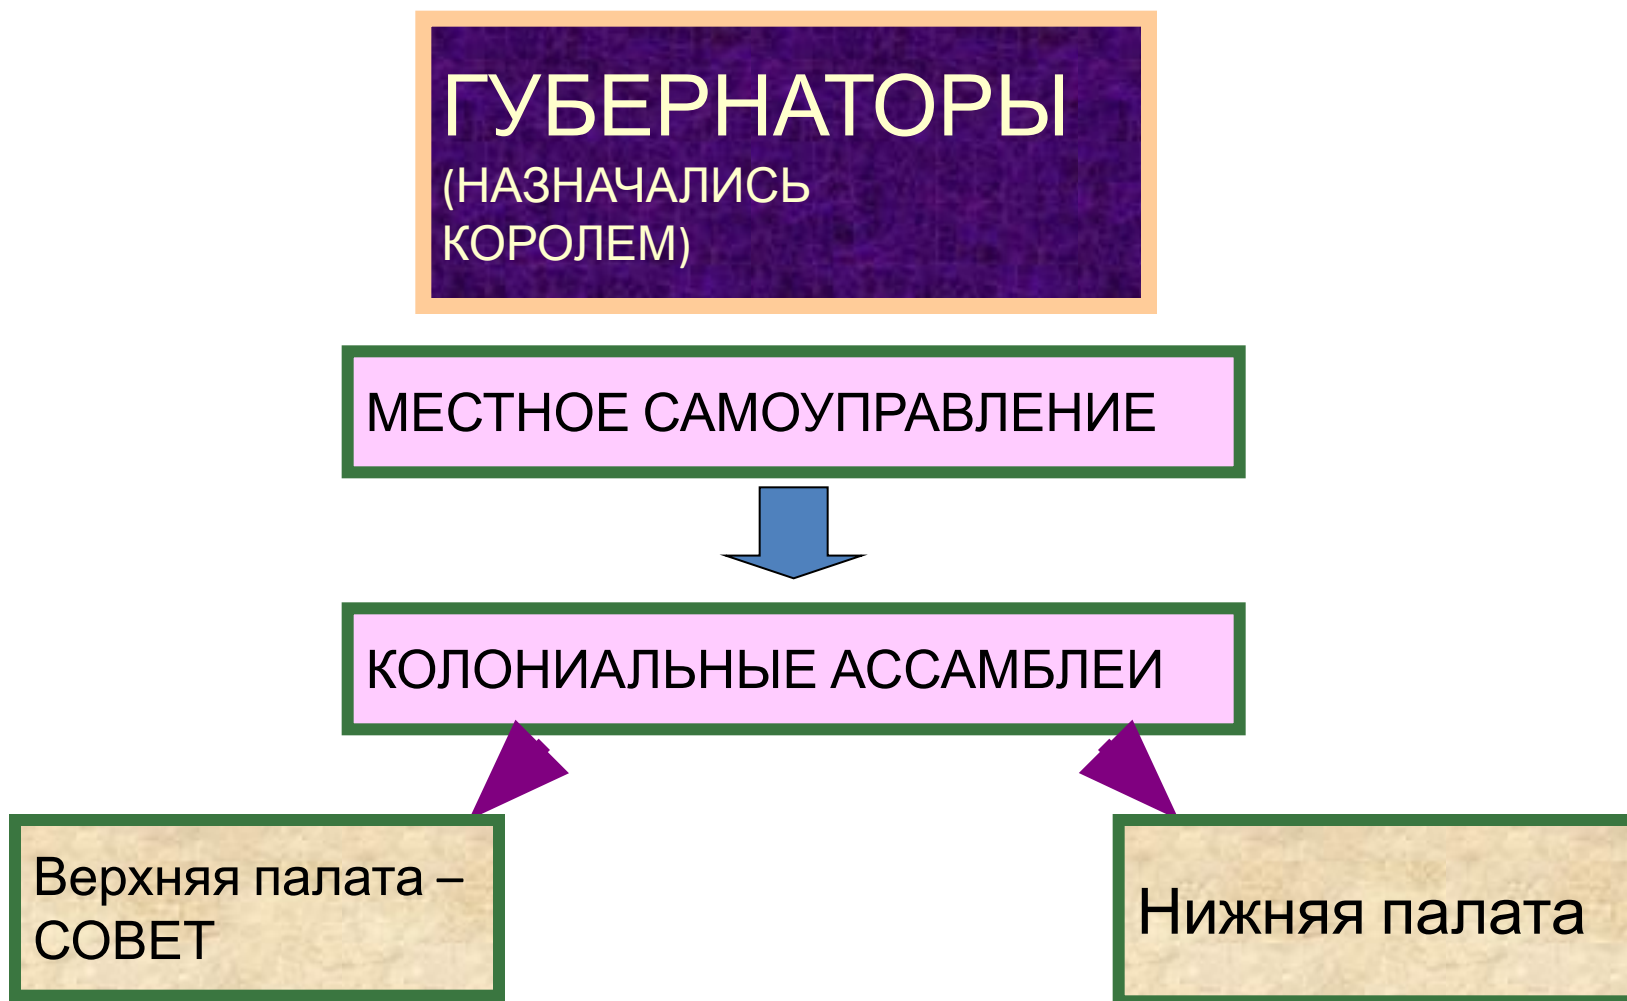 ГУБЕРНАТОРЫ
(НАЗНАЧАЛИСЬ
КОРОЛЕМ)
МЕСТНОЕ САМОУПРАВЛЕНИЕ
КОЛОНИАЛЬНЫЕ АССАМБЛЕИ
Верхняя палата –
СОВЕТ
Нижняя палата